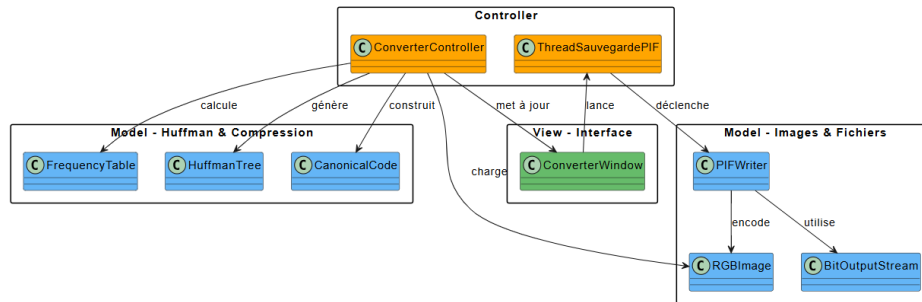 Controller
C ConverterController
C ThreadSauvegardePIF
calcule
génère
construit
met à jour
lance
déclenche
Model - Huffman & Compression
View - Interface
Model - Images & Fichiers
C FrequencyTable
C HuffmanTree
C CanonicalCode
C ConverterWindow
C PIFWriter
charge
encode
utilise
C RGBImage
C BitOutputStream